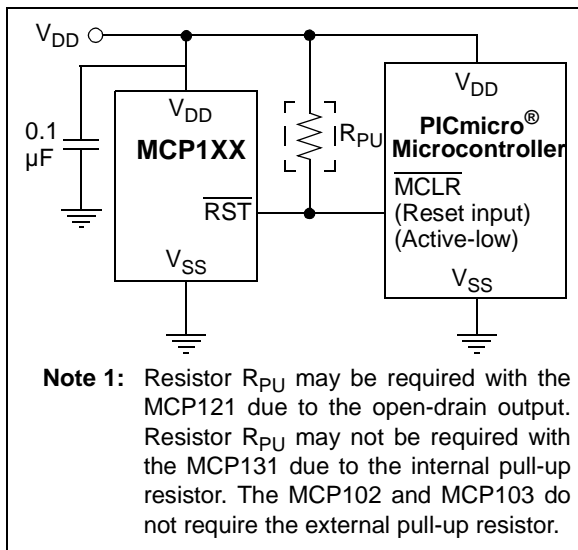 VDD
VDD
VDD
0.1
µF
MCP1XX
RPU
PICmicro®
Microcontroller
RST
MCLR
(Reset input)
(Active-low)
VSS
VSS
Note 1: Resistor RPU may be required with the
MCP121 due to the open-drain output.
Resistor RPU may not be required with
the MCP131 due to the internal pull-up
resistor. The MCP102 and MCP103 do
not require the external pull-up resistor.